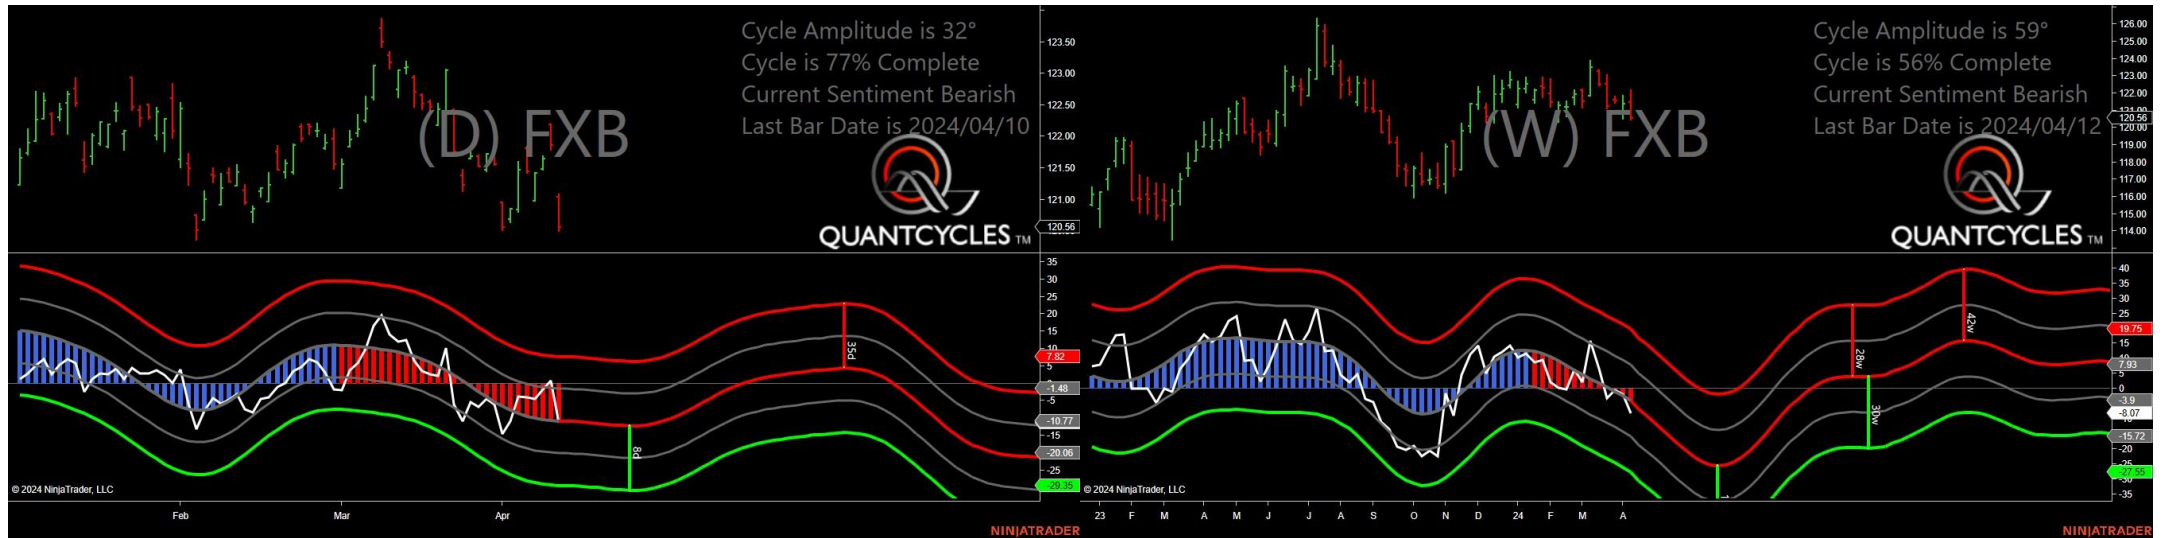 Cycle Amplitude is 32°
Cycle is 77% Complete
Current Sentiment Bearish
Last Bar Date is 2024/04/10
(D) FXB
QUANTCYCLES TM
123.50
123.00
122.50
122.00
121.50
121.00
120.56
35
30
25
20
15
10
7.82
5
-1.48
-5
-10.77
-15
-20.06
-25
-29.35
35d
8d
© 2024 NinjaTrader, LLC
Feb Mar Apr
NINJATRADER
Cycle Amplitude is 59°
Cycle is 56% Complete
Current Sentiment Bearish
Last Bar Date is 2024/04/12
(W) FXB
QUANTCYCLES TM
126.00
125.00
124.00
123.00
122.00
121.00
120.56
120.00
119.00
118.00
117.00
116.00
115.00
114.00
40
35
30
25
19.75
15
10
7.93
5
0
-3.9
-8.07
-15.72
-20
-25
-27.55
-30
-35
28w
42w
30w
© 2024 NinjaTrader, LLC
23 F M A M J J A S O N D 24 F M A
NINJATRADER